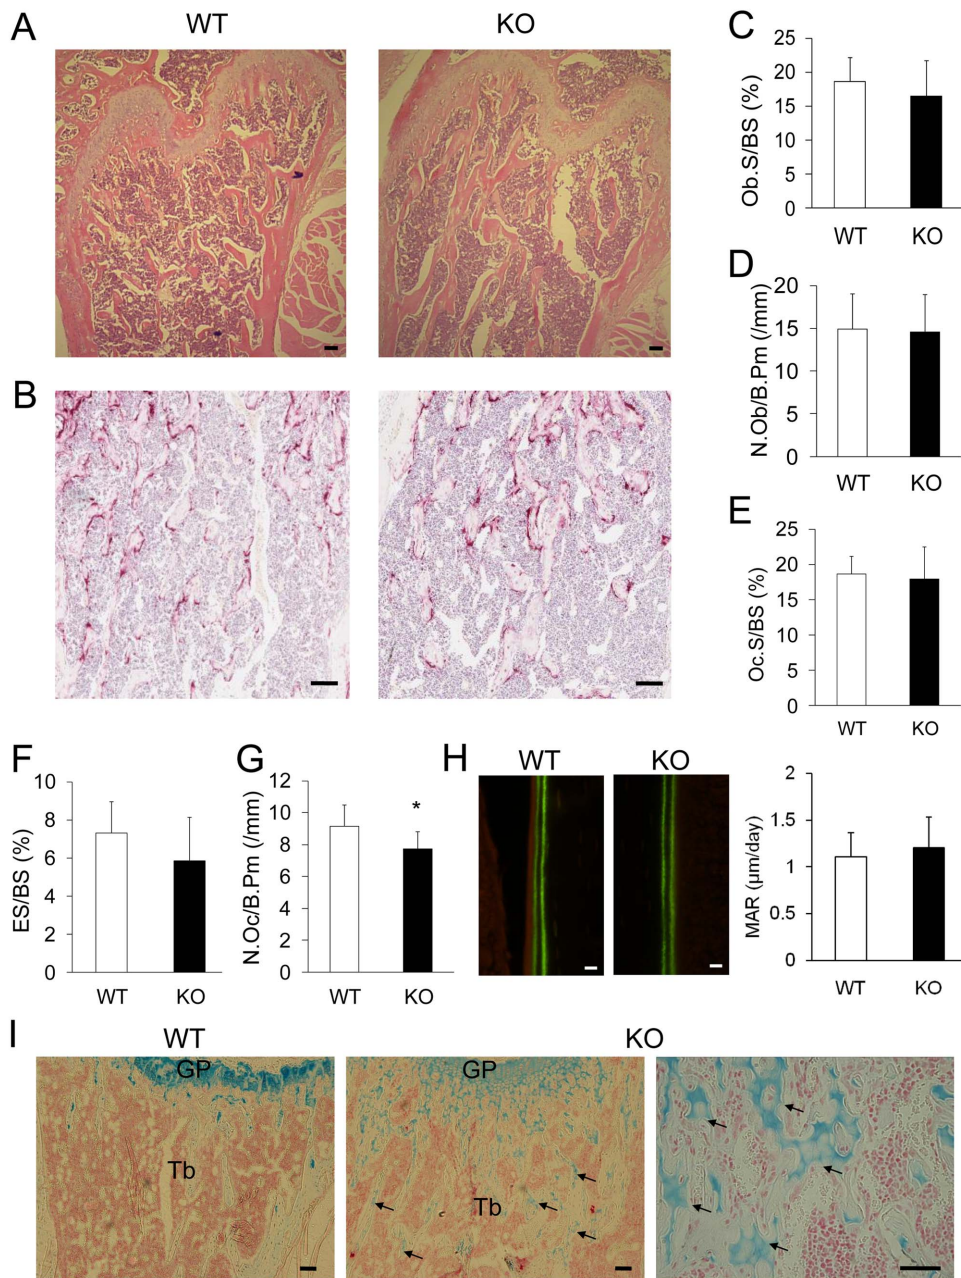 A
WT
KO
B
C
Ob.S/BS (%)
25
20
15
10
5
0
WT
KO
D
N.Ob/B.Pm (/mm)
20
15
10
5
0
WT
KO
E
Oc.S/BS (%)
25
20
15
10
5
0
WT
KO
F
ES/BS (%)
10
8
6
4
2
0
WT
KO
G
N.Oc/B.Pm (/mm)
12
10
8
6
4
2
0
*
WT
KO
H
WT
KO
MAR (µm/day)
2
1.5
1
0.5
0
WT
KO
I
WT
KO
GP
Tb
GP
Tb